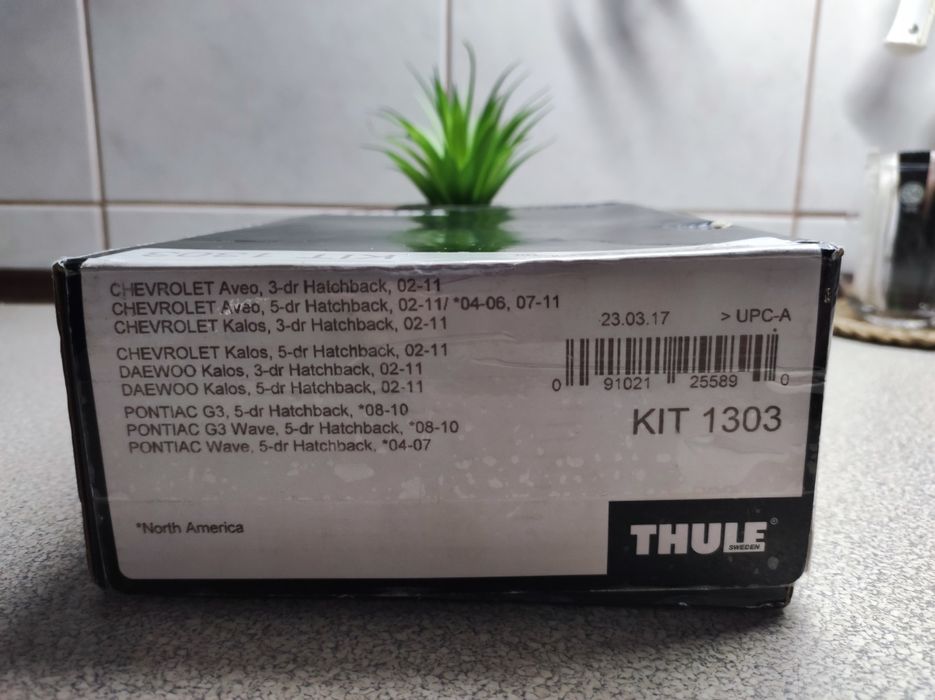 KIT 1303
CHEVROLET Aveo, 3-dr Hatchback, 02-11
CHEVROLET Aveo, 5-dr Hatchback, 02-11/ *04-06, 07-11
CHEVROLET Kalos, 3-dr Hatchback, 02-11
CHEVROLET Kalos, 5-dr Hatchback, 02-11
DAEWOO Kalos, 3-dr Hatchback, 02-11
DAEWOO Kalos, 5-dr Hatchback, 02-11
PONTIAC G3, 5-dr Hatchback, *08-10
PONTIAC G3 Wave, 5-dr Hatchback, *08-10
PONTIAC Wave, 5-dr Hatchback, *04-07
*North America
23.03.17 > UPC-A
0 91021 25589 0
KIT 1303
THULE®
SWEDEN